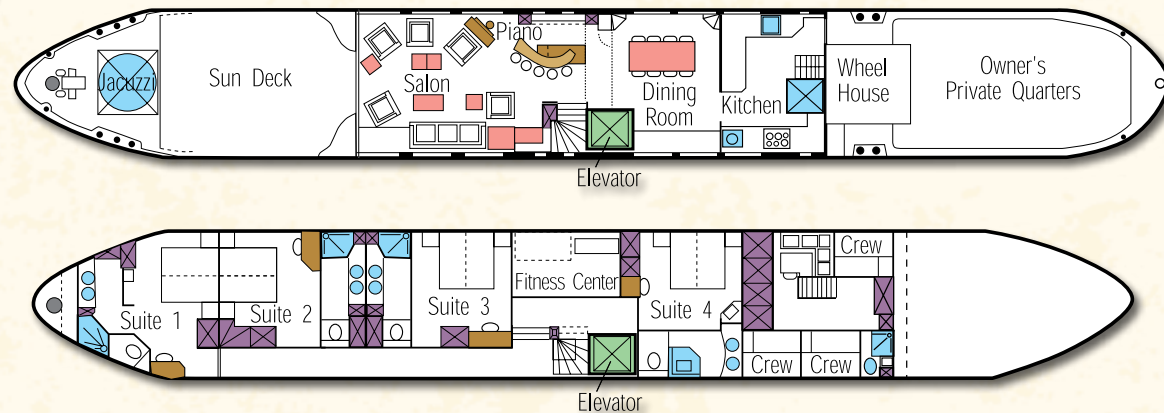 Jacuzzi
Sun Deck
Salon
Piano
Dining
Room
Kitchen
Wheel
House
Owner's
Private Quarters
Elevator
Suite 1
Suite 2
Suite 3
Fitness Center
Suite 4
Crew
Crew
Crew
Elevator